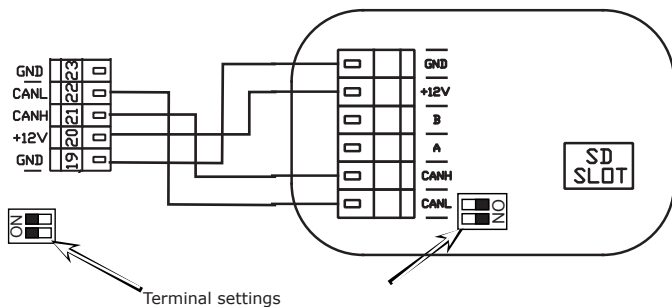 GND 23
CANL 22
CANH 21
+12V 20
GND 19
ON
GND
+12V
B
A
CANH
CANL
ON
SD
SLOT
Terminal settings